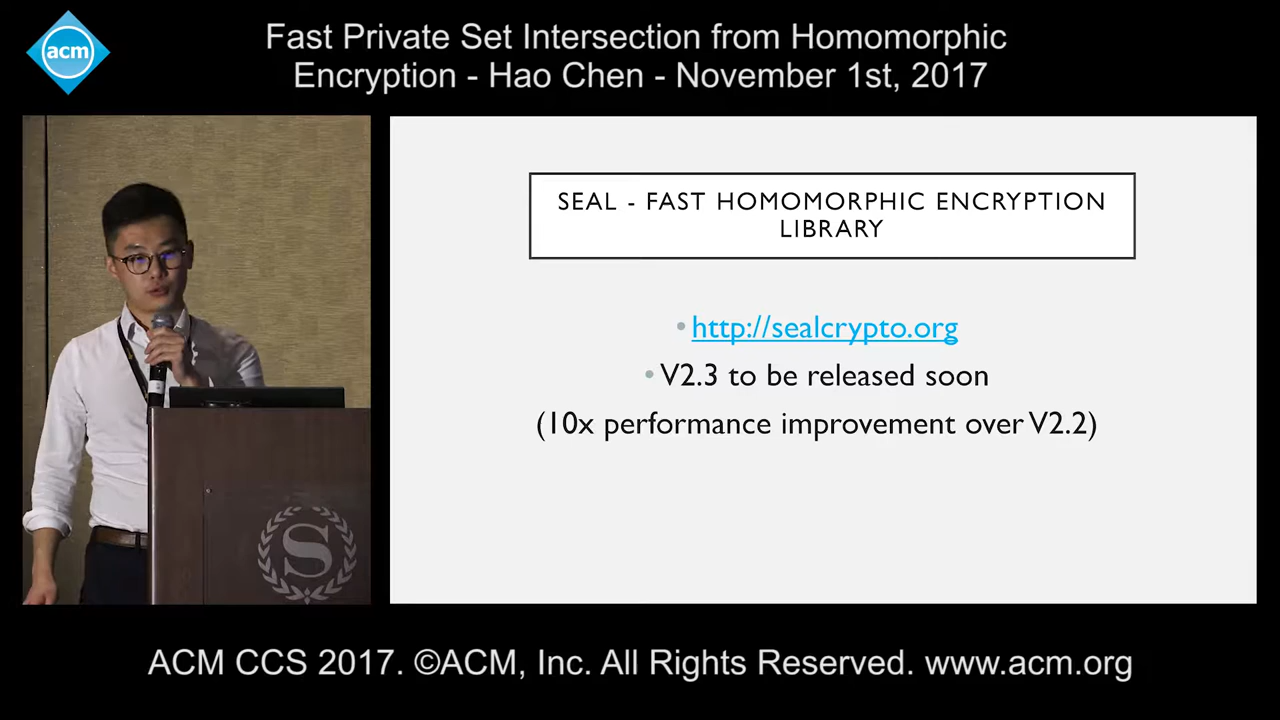 acm
Fast Private Set Intersection from Homomorphic
Encryption - Hao Chen - November 1st, 2017
SEAL - FAST HOMOMORPHIC ENCRYPTION
LIBRARY
•http://sealcrypto.org
•V2.3 to be released soon
(10x performance improvement over V2.2)
S
ACM CCS 2017. ©ACM, Inc. All Rights Reserved. www.acm.org